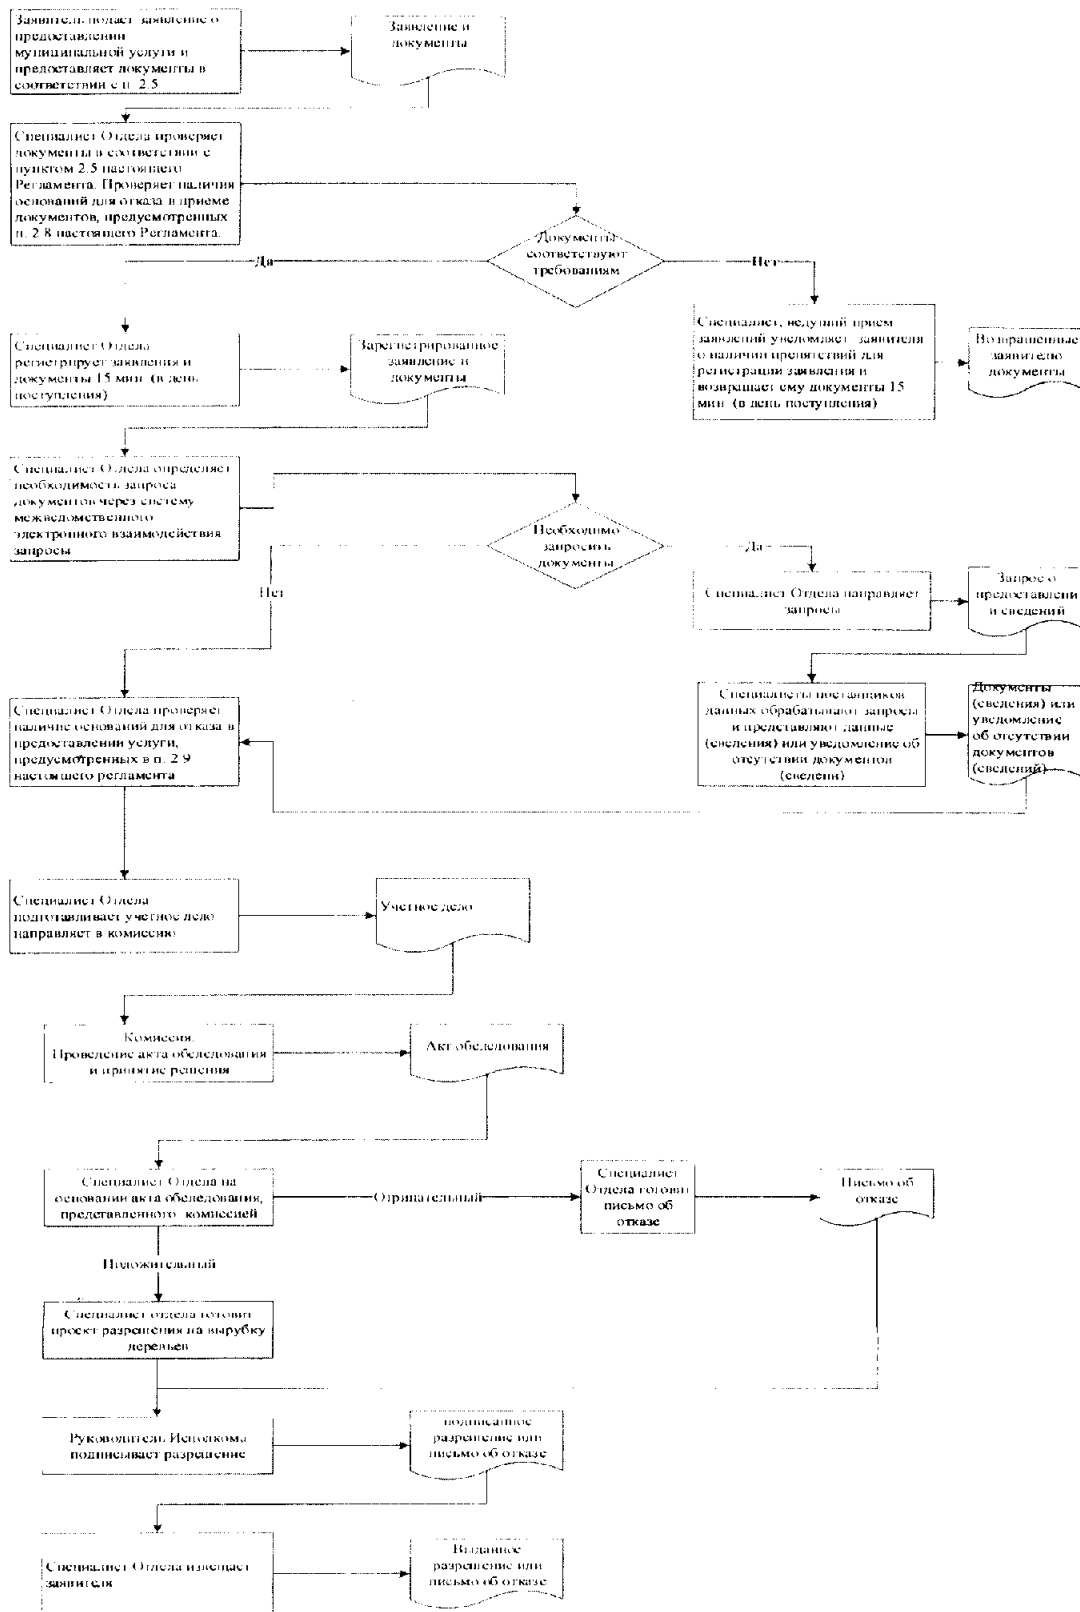 Заявитель подает заявление о
предоставлении
муниципальной услуги и
предоставляет документы в
соответствии с п. 2.5
Заявление и
документы
Специалист Отдела проверяет
документы в соответствии с
пунктом 2.5 настоящего
Регламента. Проверяет наличия
оснований для отказа в приеме
документов, предусмотренных
п. 2.8 настоящего Регламента.
Документы
соответствуют
требованиям
Да
Нет
Специалист Отдела
регистрирует заявления и
документы 15 мин (в день
поступления)
Зарегистрированное
заявление и
документы
Специалист, ведущий прием
заявлений уведомляет заявителя
о наличии препятствий для
регистрации заявления и
возвращает ему документы 15
мин (в день поступления)
Возвращенные
заявителю
документы
Специалист Отдела определяет
необходимость запроса
документов через систему
межведомственного
электронного взаимодействия
запросы
Необходимо
запросить
документы
Да
Нет
Специалист Отдела направляет
запросы
Запрос о
предоставлени
и сведений
Специалист Отдела проверяет
наличие оснований для отказа в
предоставлении услуги,
предусмотренных в п. 2.9
настоящего регламента
Специалисты поставщиков
данных обрабатывают запросы
и представляют данные
(сведения) или уведомление об
отсутствии документов
(сведени)
Документы
(сведения) или
уведомление
об отсутствии
документов
(сведений)
Специалист Отдела
подготавливает учетное дело
направляет в комиссию
Учетное дело
Комиссия.
Проведение акта обследования
и принятие решения
Акт обследования
Специалист Отдела на
основании акта обследования,
представленного комиссией
Отрицательный
Специалист
Отдела готовит
письмо об
отказе
Письмо об
отказе
Положительный
Специалист отдела готовит
проект разрешения на вырубку
деревьев
Руководитель Исполкома
подписывает разрешение
подписанное
разрешение или
письмо об отказе
Специалист Отдела извещает
заявителя
Выданное
разрешение или
письмо об отказе